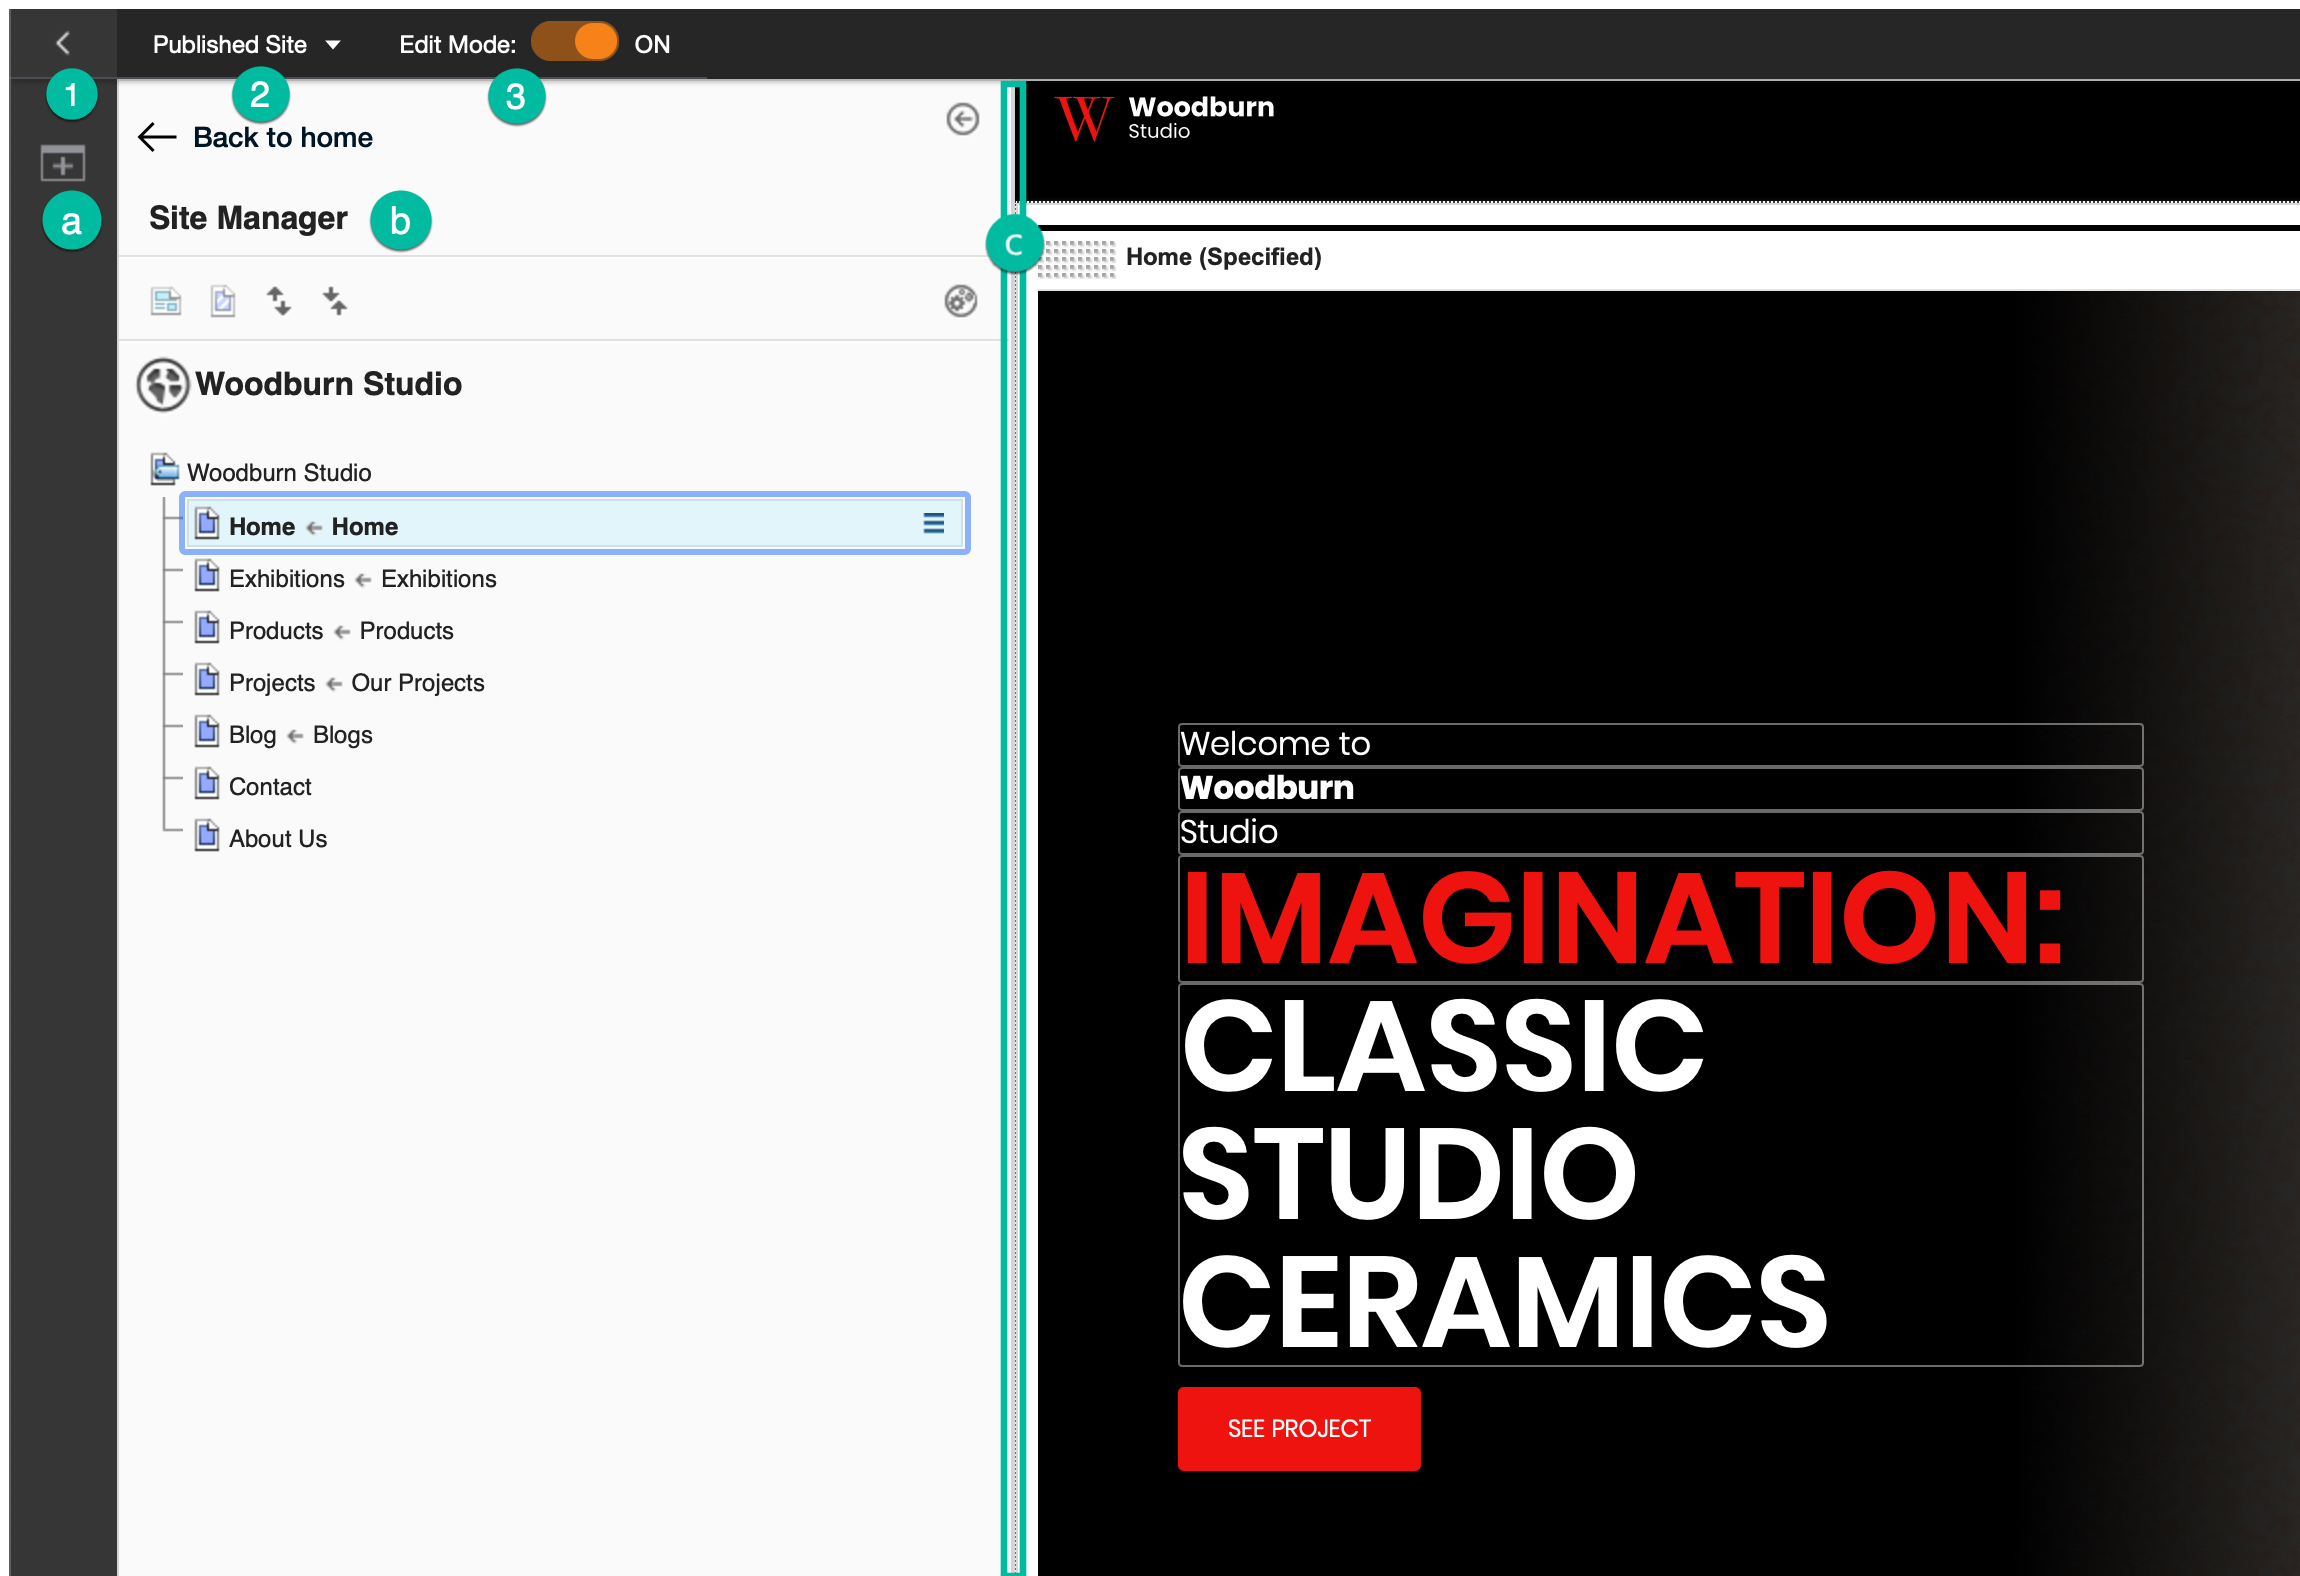 Published Site Edit Mode: ON
1
2
3
Back to home
a
Site Manager b
Woodburn Studio
Woodburn Studio
Home ← Home
Exhibitions ← Exhibitions
Products ← Products
Projects ← Our Projects
Blog ← Blogs
Contact
About Us
c
W Woodburn
Studio
Home (Specified)
Welcome to
Woodburn
Studio
IMAGINATION:
CLASSIC
STUDIO
CERAMICS
SEE PROJECT